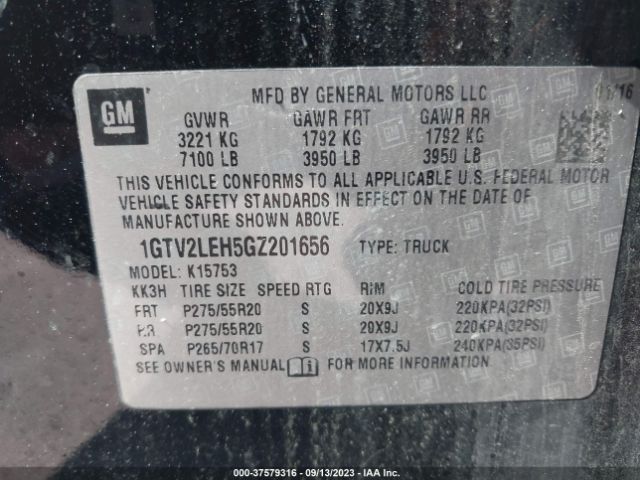 MFD BY GENERAL MOTORS LLC
GM
GVWR GAWR FRT GAWR RR
3221 KG 1792 KG 1792 KG
7100 LB 3950 LB 3950 LB
THIS VEHICLE CONFORMS TO ALL APPLICABLE U.S. FEDERAL MOTOR
VEHICLE SAFETY STANDARDS IN EFFECT ON THE DATE OF
MANUFACTURE SHOWN ABOVE.
1GTV2LEH5GZ201656 TYPE: TRUCK
MODEL: K15753
KK3H TIRE SIZE SPEED RTG RIM COLD TIRE PRESSURE
FRT P275/55R20 S 20X9J 220KPA(32PSI)
RR P275/55R20 S 20X9J 220KPA(32PSI)
SPA P265/70R17 S 17X7.5J 240KPA(35PSI)
SEE OWNER'S MANUAL FOR MORE INFORMATION.
000-37579316 - 09/13/2023 - IAA Inc.